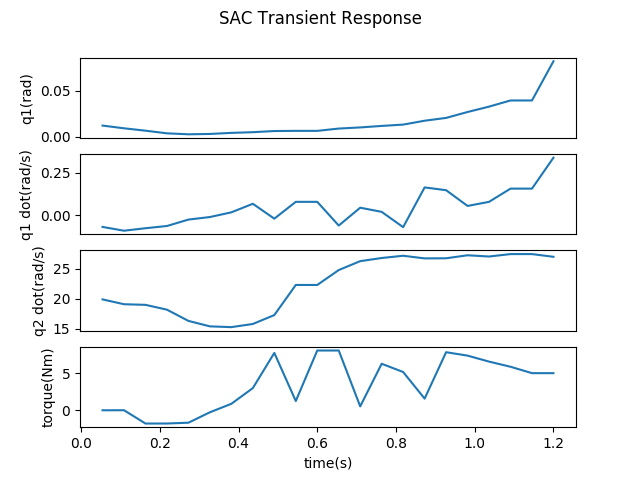 SAC Transient Response
q1(rad)
0.05
0.00
q1 dot(rad/s)
0.25
0.00
q2 dot(rad/s)
25
20
15
torque(Nm)
5
0
0.0 0.2 0.4 0.6 0.8 1.0 1.2
time(s)